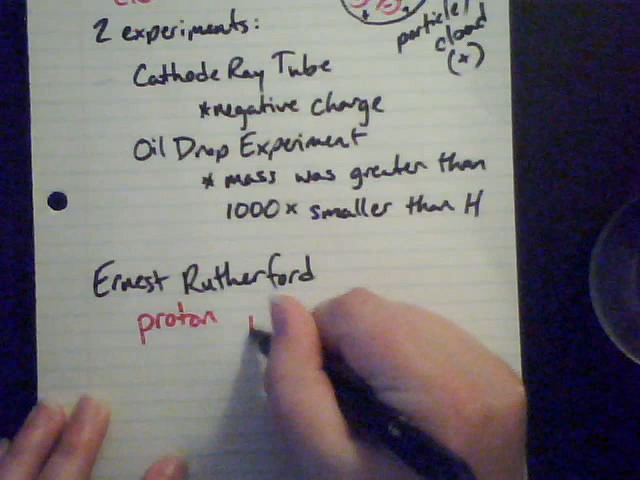 2 experiments:
particle/
cloud
(*)
Cathode Ray Tube
*negative charge
Oil Drop Experiment
* mass was greater than
1000x smaller than H
Ernest Rutherford
proton